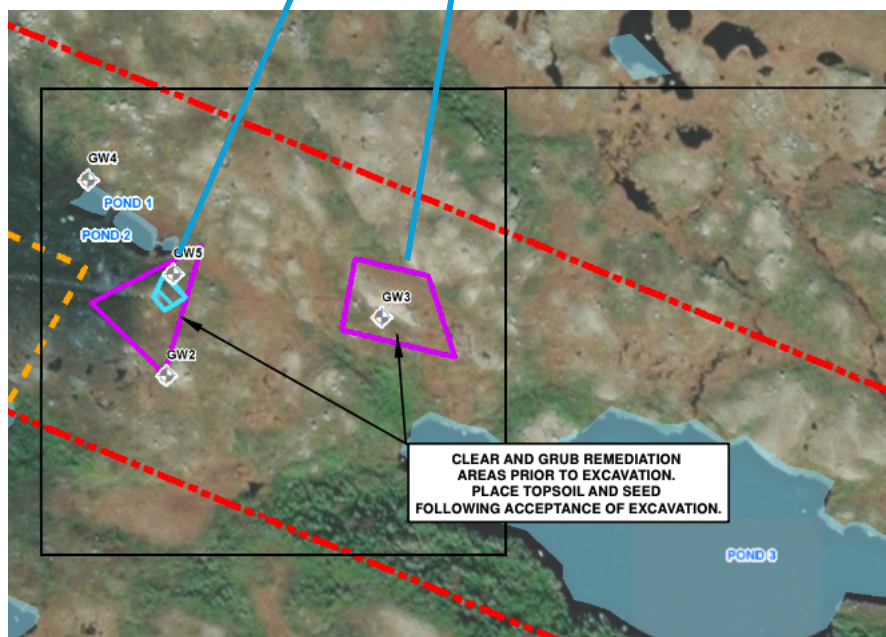 GW4
POND 1
POND 2
GW5
GW3
GW2
CLEAR AND GRUB REMEDIATION
AREAS PRIOR TO EXCAVATION.
PLACE TOPSOIL AND SEED
FOLLOWING ACCEPTANCE OF EXCAVATION.
POND 3